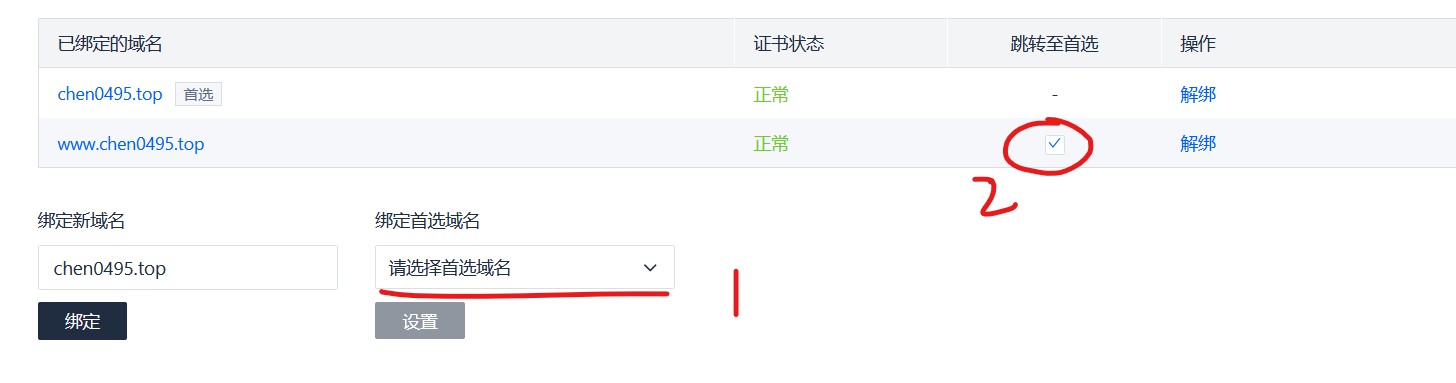 已绑定的域名 证书状态 跳转至首选 操作
chen0495.top 首选 正常 - 解绑
www.chen0495.top 正常 解绑
2
绑定新域名 绑定首选域名
chen0495.top 请选择首选域名
1
绑定 设置